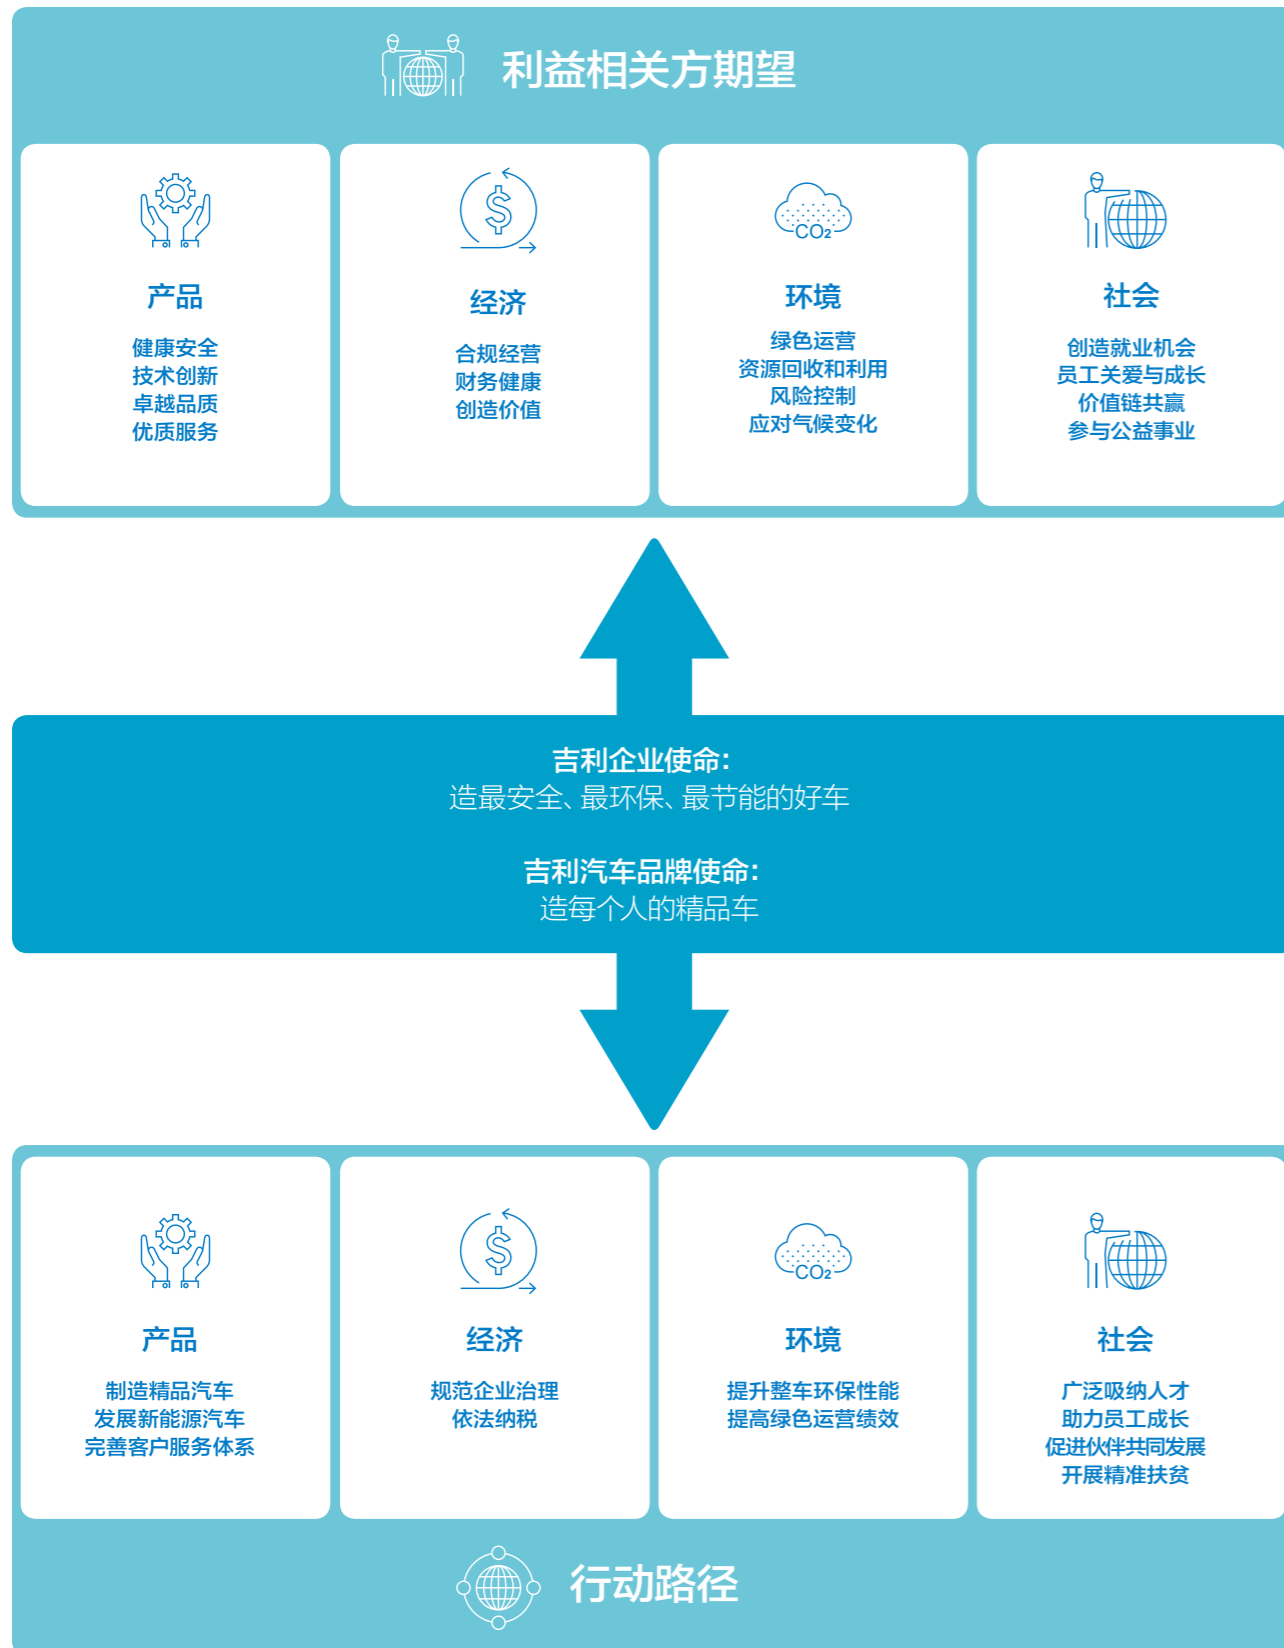 利益相关方期望
产品
健康安全
技术创新
卓越品质
优质服务
经济
合规经营
财务健康
创造价值
CO₂
环境
绿色运营
资源回收和利用
风险控制
应对气候变化
社会
创造就业机会
员工关爱与成长
价值链共赢
参与公益事业
吉利企业使命：
造最安全、最环保、最节能的好车
吉利汽车品牌使命：
造每个人的精品车
产品
制造精品汽车
发展新能源汽车
完善客户服务体系
经济
规范企业治理
依法纳税
CO₂
环境
提升整车环保性能
提高绿色运营绩效
社会
广泛吸纳人才
助力员工成长
促进伙伴共同发展
开展精准扶贫
行动路径